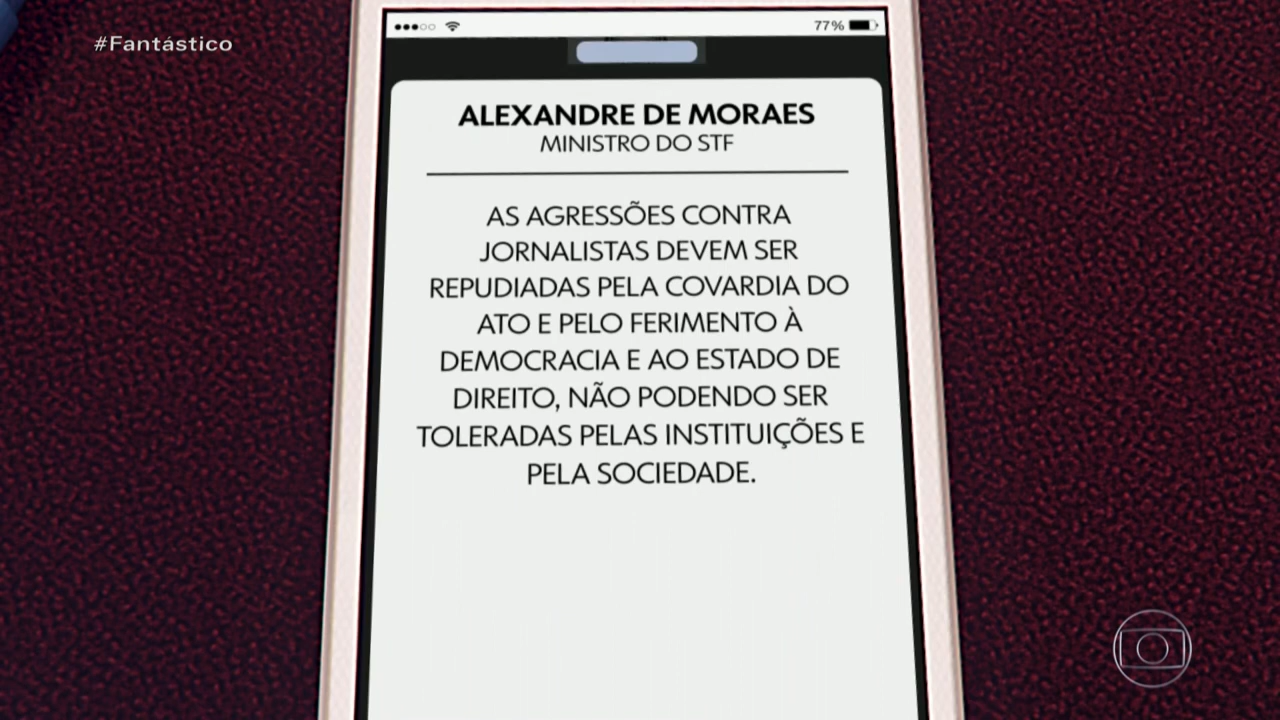 #Fantástico
77%
ALEXANDRE DE MORAES
MINISTRO DO STF
AS AGRESSÕES CONTRA
JORNALISTAS DEVEM SER
REPUDIADAS PELA COVARDIA DO
ATO E PELO FERIMENTO À
DEMOCRACIA E AO ESTADO DE
DIREITO, NÃO PODENDO SER
TOLERADAS PELAS INSTITUIÇÕES E
PELA SOCIEDADE.